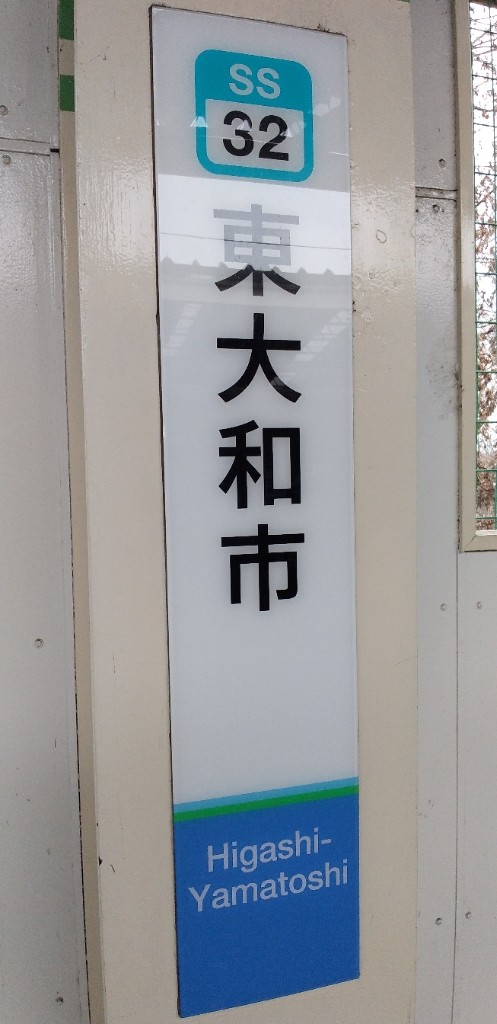 SS
32
東大和市
Higashi-
Yamatoshi